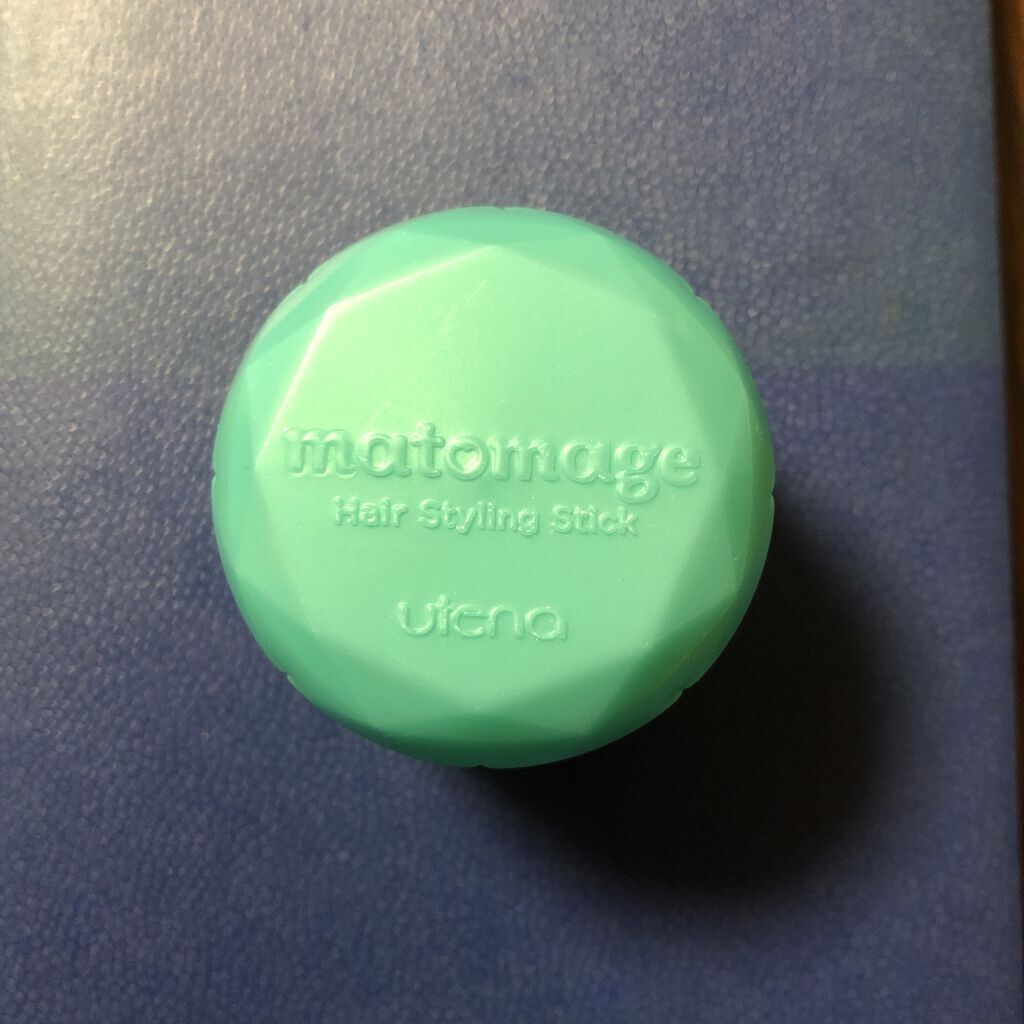 matomage
Hair Styling Stick
utena